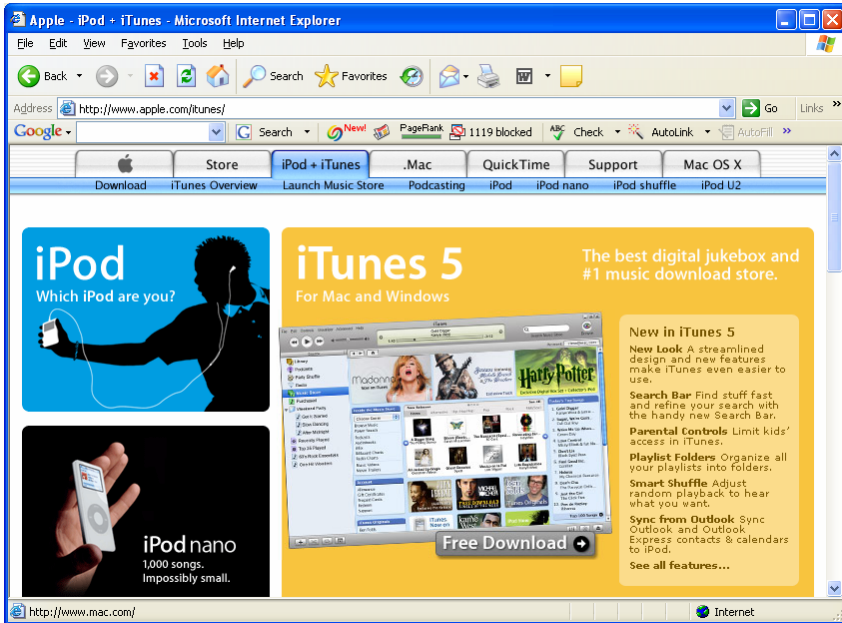 Apple - iPod + iTunes - Microsoft Internet Explorer
File Edit View Favorites Tools Help
Back Search Favorites
Address http://www.apple.com/itunes/ Go Links »
Google Search New! PageRank 1119 blocked ABC Check AutoLink AutoFill »
Store iPod + iTunes .Mac QuickTime Support Mac OS X
Download iTunes Overview Launch Music Store Podcasting iPod iPod nano iPod shuffle iPod U2
iPod
Which iPod are you?
iTunes 5
For Mac and Windows
The best digital jukebox and
#1 music download store.
Madonna
Harry Potter
Free Download
New in iTunes 5
New Look A streamlined
design and new features
make iTunes even easier to
use.
Search Bar Find stuff fast
and refine your search with
the handy new Search Bar.
Parental Controls Limit kids'
access in iTunes.
Playlist Folders Organize all
your playlists into folders.
Smart Shuffle Adjust
random playback to hear
what you want.
Sync from Outlook Sync
Outlook and Outlook
Express contacts & calendars
to iPod.
See all features...
iPod nano
1,000 songs.
Impossibly small.
http://www.mac.com/ Internet